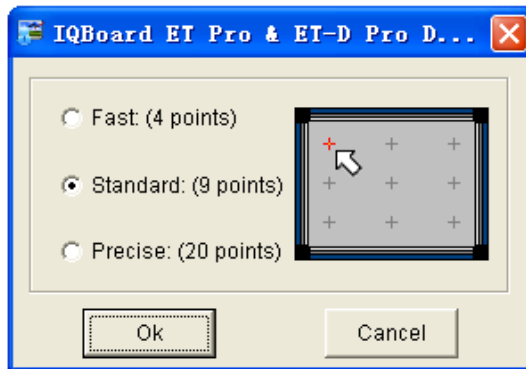 IQBoard ET Pro & ET-D Pro D...
Fast: (4 points)
Standard: (9 points)
Precise: (20 points)
Ok
Cancel